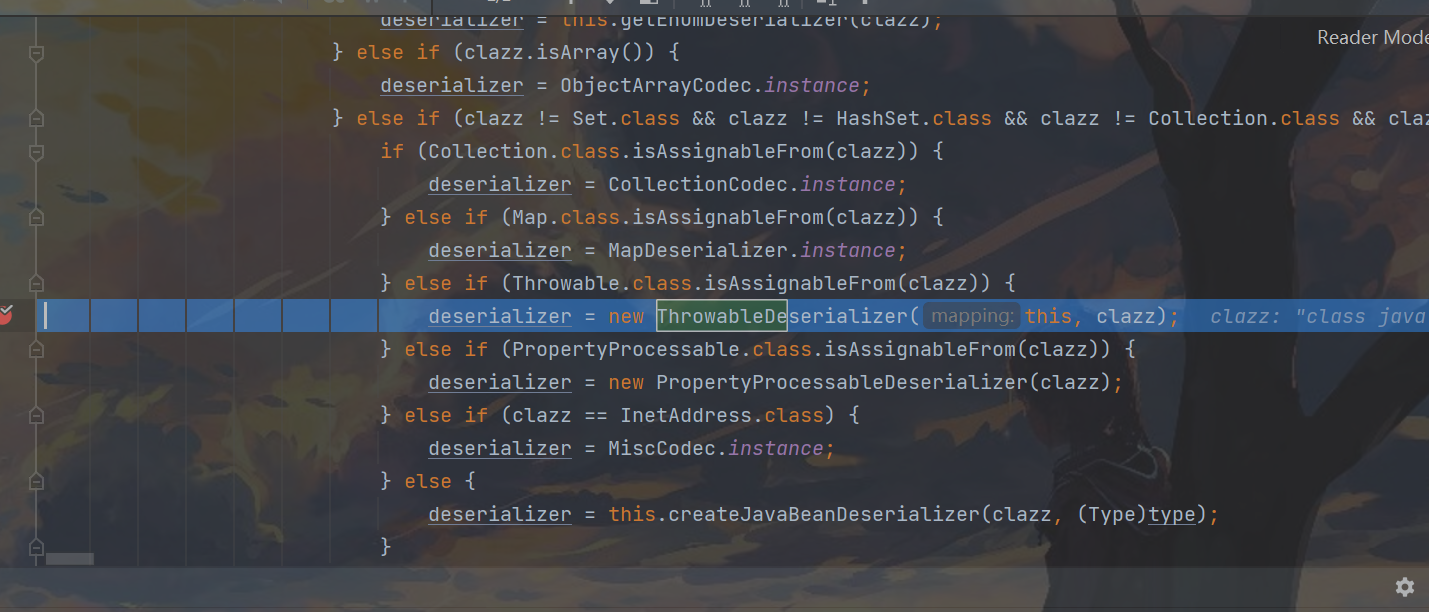 deserializer = this.getEnumDeserializer(clazz);
Reader Mode
} else if (clazz.isArray()) {
deserializer = ObjectArrayCodec.instance;
} else if (clazz != Set.class && clazz != HashSet.class && clazz != Collection.class && claz
if (Collection.class.isAssignableFrom(clazz)) {
deserializer = CollectionCodec.instance;
} else if (Map.class.isAssignableFrom(clazz)) {
deserializer = MapDeserializer.instance;
} else if (Throwable.class.isAssignableFrom(clazz)) {
deserializer = new ThrowableDeserializer( mapping: this, clazz); clazz: "class java
} else if (PropertyProcessable.class.isAssignableFrom(clazz)) {
deserializer = new PropertyProcessableDeserializer(clazz);
} else if (clazz == InetAddress.class) {
deserializer = MiscCodec.instance;
} else {
deserializer = this.createJavaBeanDeserializer(clazz, (Type)type);
}